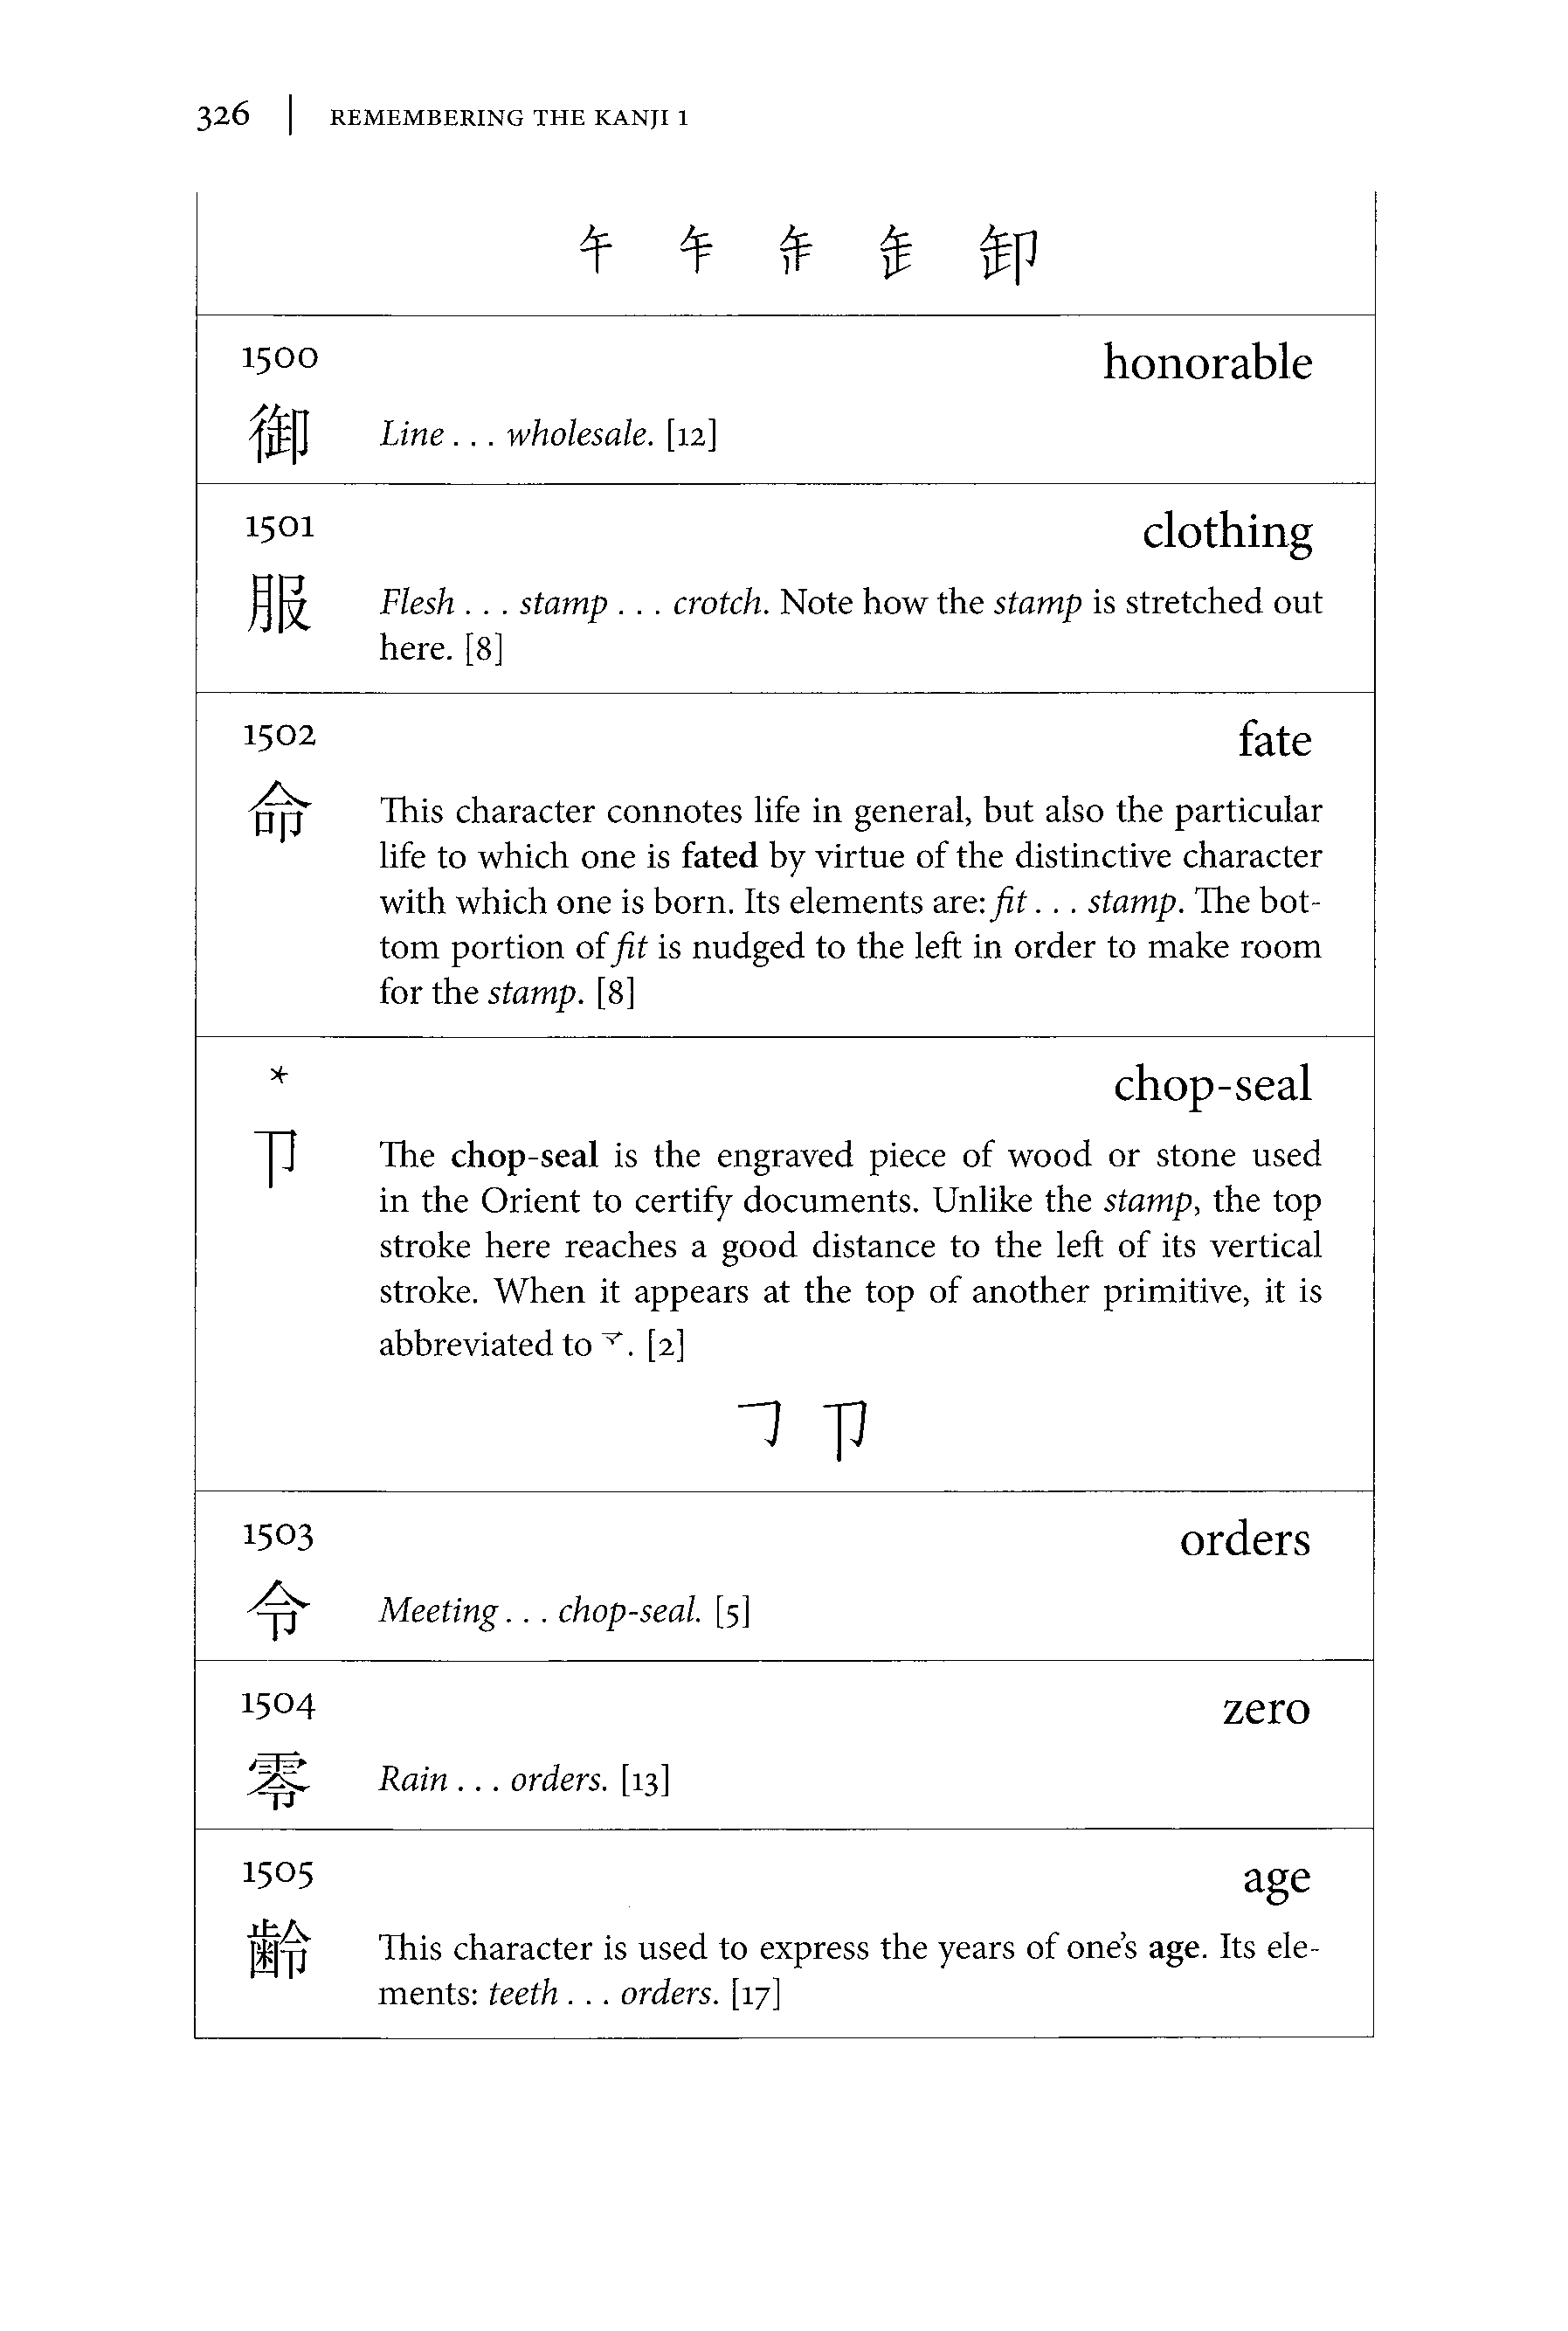 326 | REMEMBERING THE KANJI 1
卸
1500 honorable
御 Line . . . wholesale. [12]
1501 clothing
服 Flesh . . . stamp . . . crotch. Note how the stamp is stretched out
here. [8]
1502 fate
命 This character connotes life in general, but also the particular
life to which one is fated by virtue of the distinctive character
with which one is born. Its elements are: fit . . . stamp. The bot-
tom portion of fit is nudged to the left in order to make room
for the stamp. [8]
* chop-seal
卩 The chop-seal is the engraved piece of wood or stone used
in the Orient to certify documents. Unlike the stamp, the top
stroke here reaches a good distance to the left of its vertical
stroke. When it appears at the top of another primitive, it is
abbreviated to龴. [2]
1503 orders
令 Meeting . . . chop-seal. [5]
1504 zero
零 Rain . . . orders. [13]
1505 age
齢 This character is used to express the years of one’s age. Its ele-
ments: teeth . . . orders. [17]